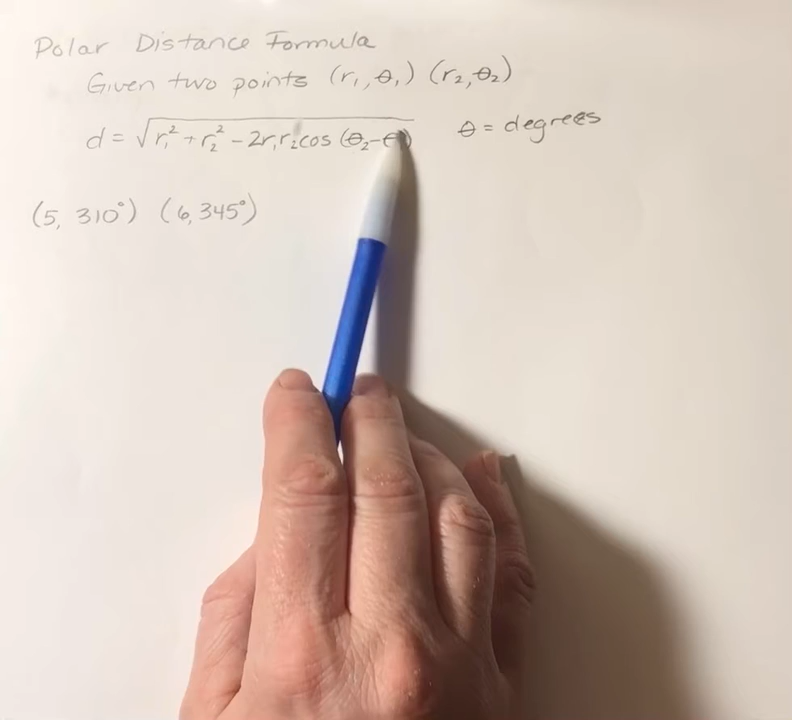 Polar Distance Formula
Given two points (r₁, θ₁) (r₂, θ₂)
d = √r₁² + r₂² - 2r₁r₂cos (θ₂-θ θ = degrees
(5, 310°) (6, 345°)